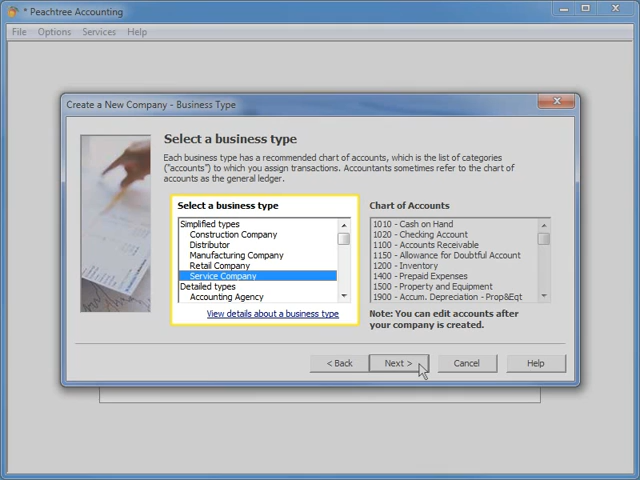 * Peachtree Accounting
File Options Services Help
Create a New Company - Business Type
Select a business type
Each business type has a recommended chart of accounts, which is the list of categories
("accounts") to which you assign transactions. Accountants sometimes refer to the chart of
accounts as the general ledger.
Select a business type
Simplified types
Construction Company
Distributor
Manufacturing Company
Retail Company
Service Company
Detailed types
Accounting Agency
View details about a business type
Chart of Accounts
1010 - Cash on Hand
1020 - Checking Account
1100 - Accounts Receivable
1150 - Allowance for Doubtful Account
1200 - Inventory
1400 - Prepaid Expenses
1500 - Property and Equipment
1900 - Accum. Depreciation - Prop&Eqt
Note: You can edit accounts after
your company is created.
< Back Next > Cancel Help